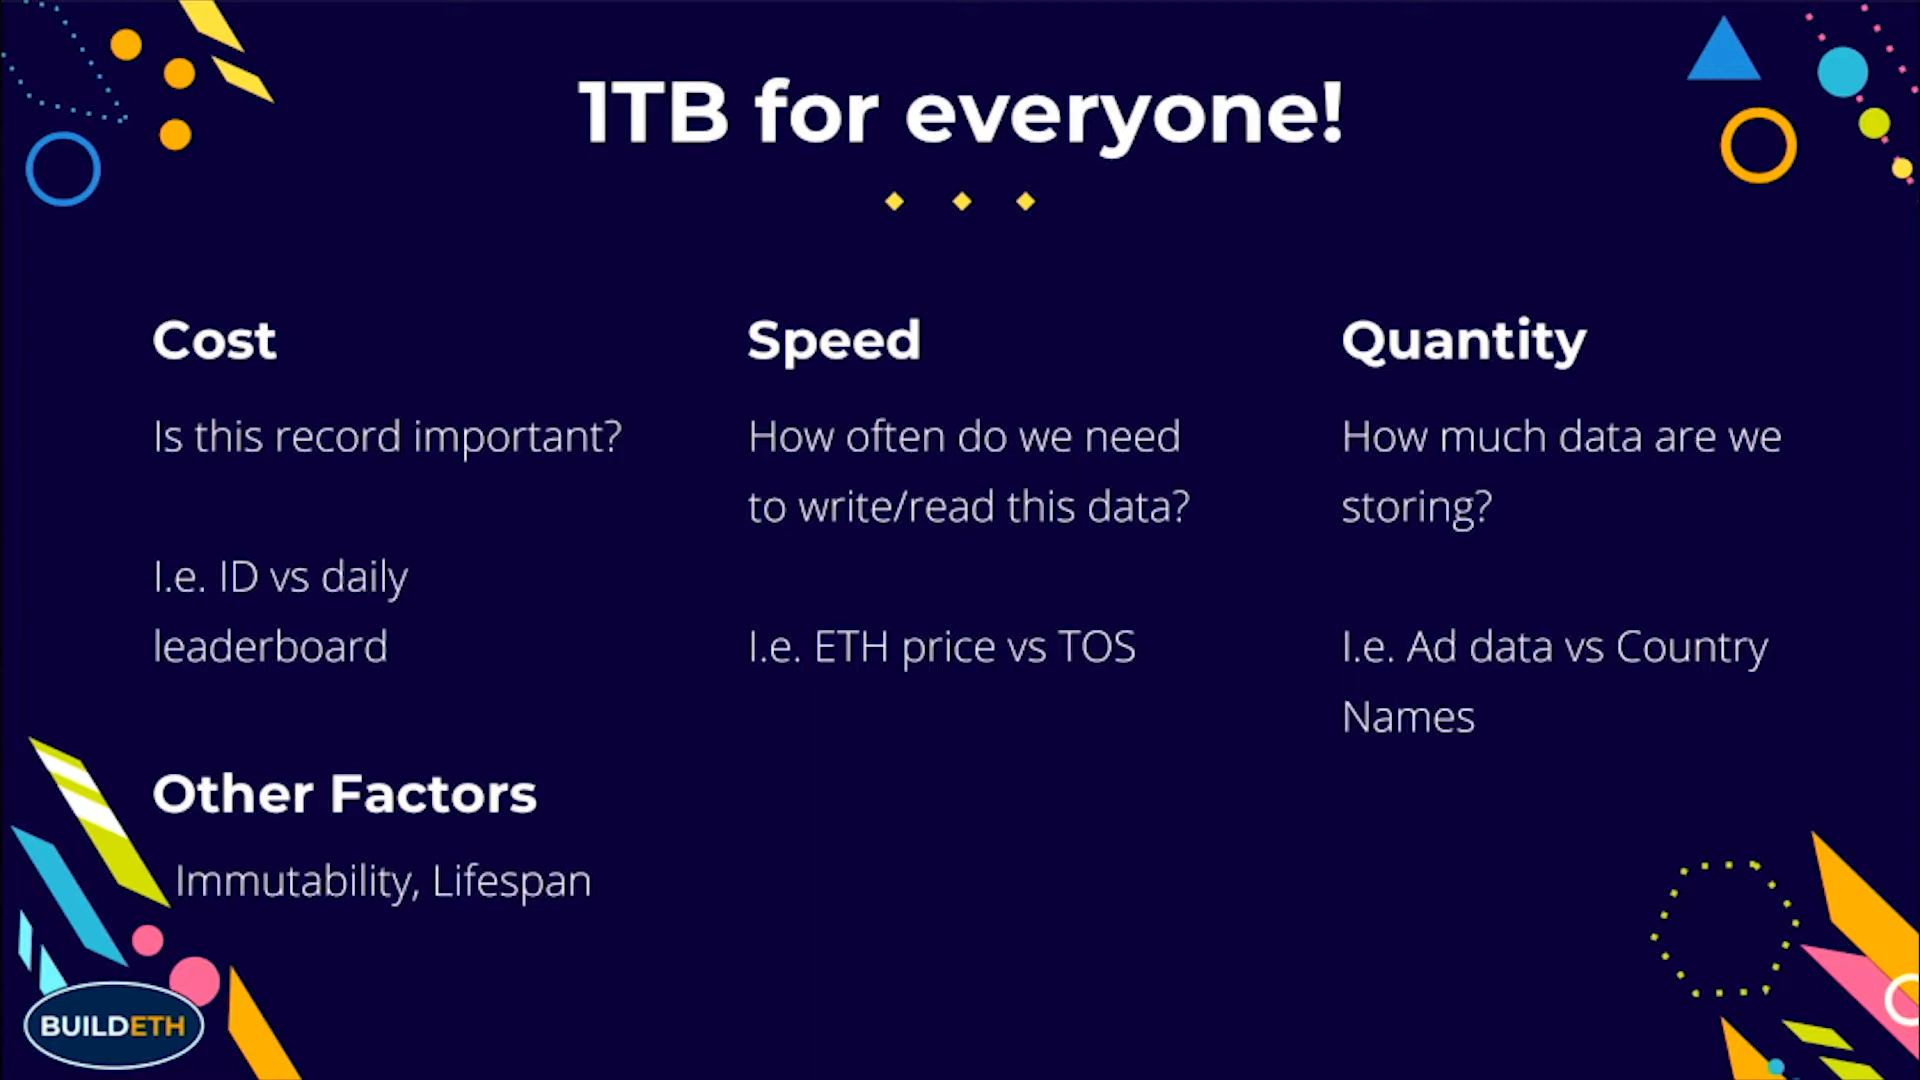 1TB for everyone!
Cost
Is this record important?
I.e. ID vs daily
leaderboard
Speed
How often do we need
to write/read this data?
I.e. ETH price vs TOS
Quantity
How much data are we
storing?
I.e. Ad data vs Country
Names
Other Factors
Immutability, Lifespan
BUILDETH